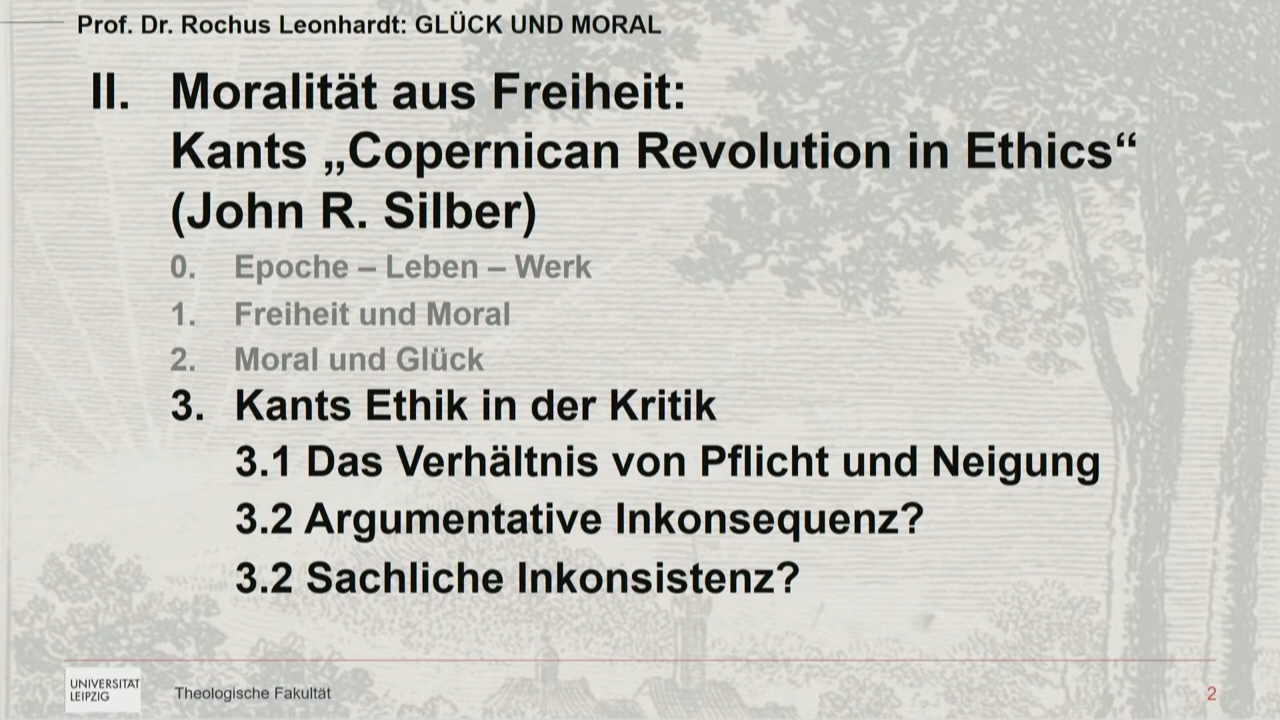 Prof. Dr. Rochus Leonhardt: GLÜCK UND MORAL
II. Moralität aus Freiheit:
Kants „Copernican Revolution in Ethics“
(John R. Silber)
0. Epoche – Leben – Werk
1. Freiheit und Moral
2. Moral und Glück
3. Kants Ethik in der Kritik
3.1 Das Verhältnis von Pflicht und Neigung
3.2 Argumentative Inkonsequenz?
3.2 Sachliche Inkonsistenz?
UNIVERSITÄT
LEIPZIG
Theologische Fakultät
2